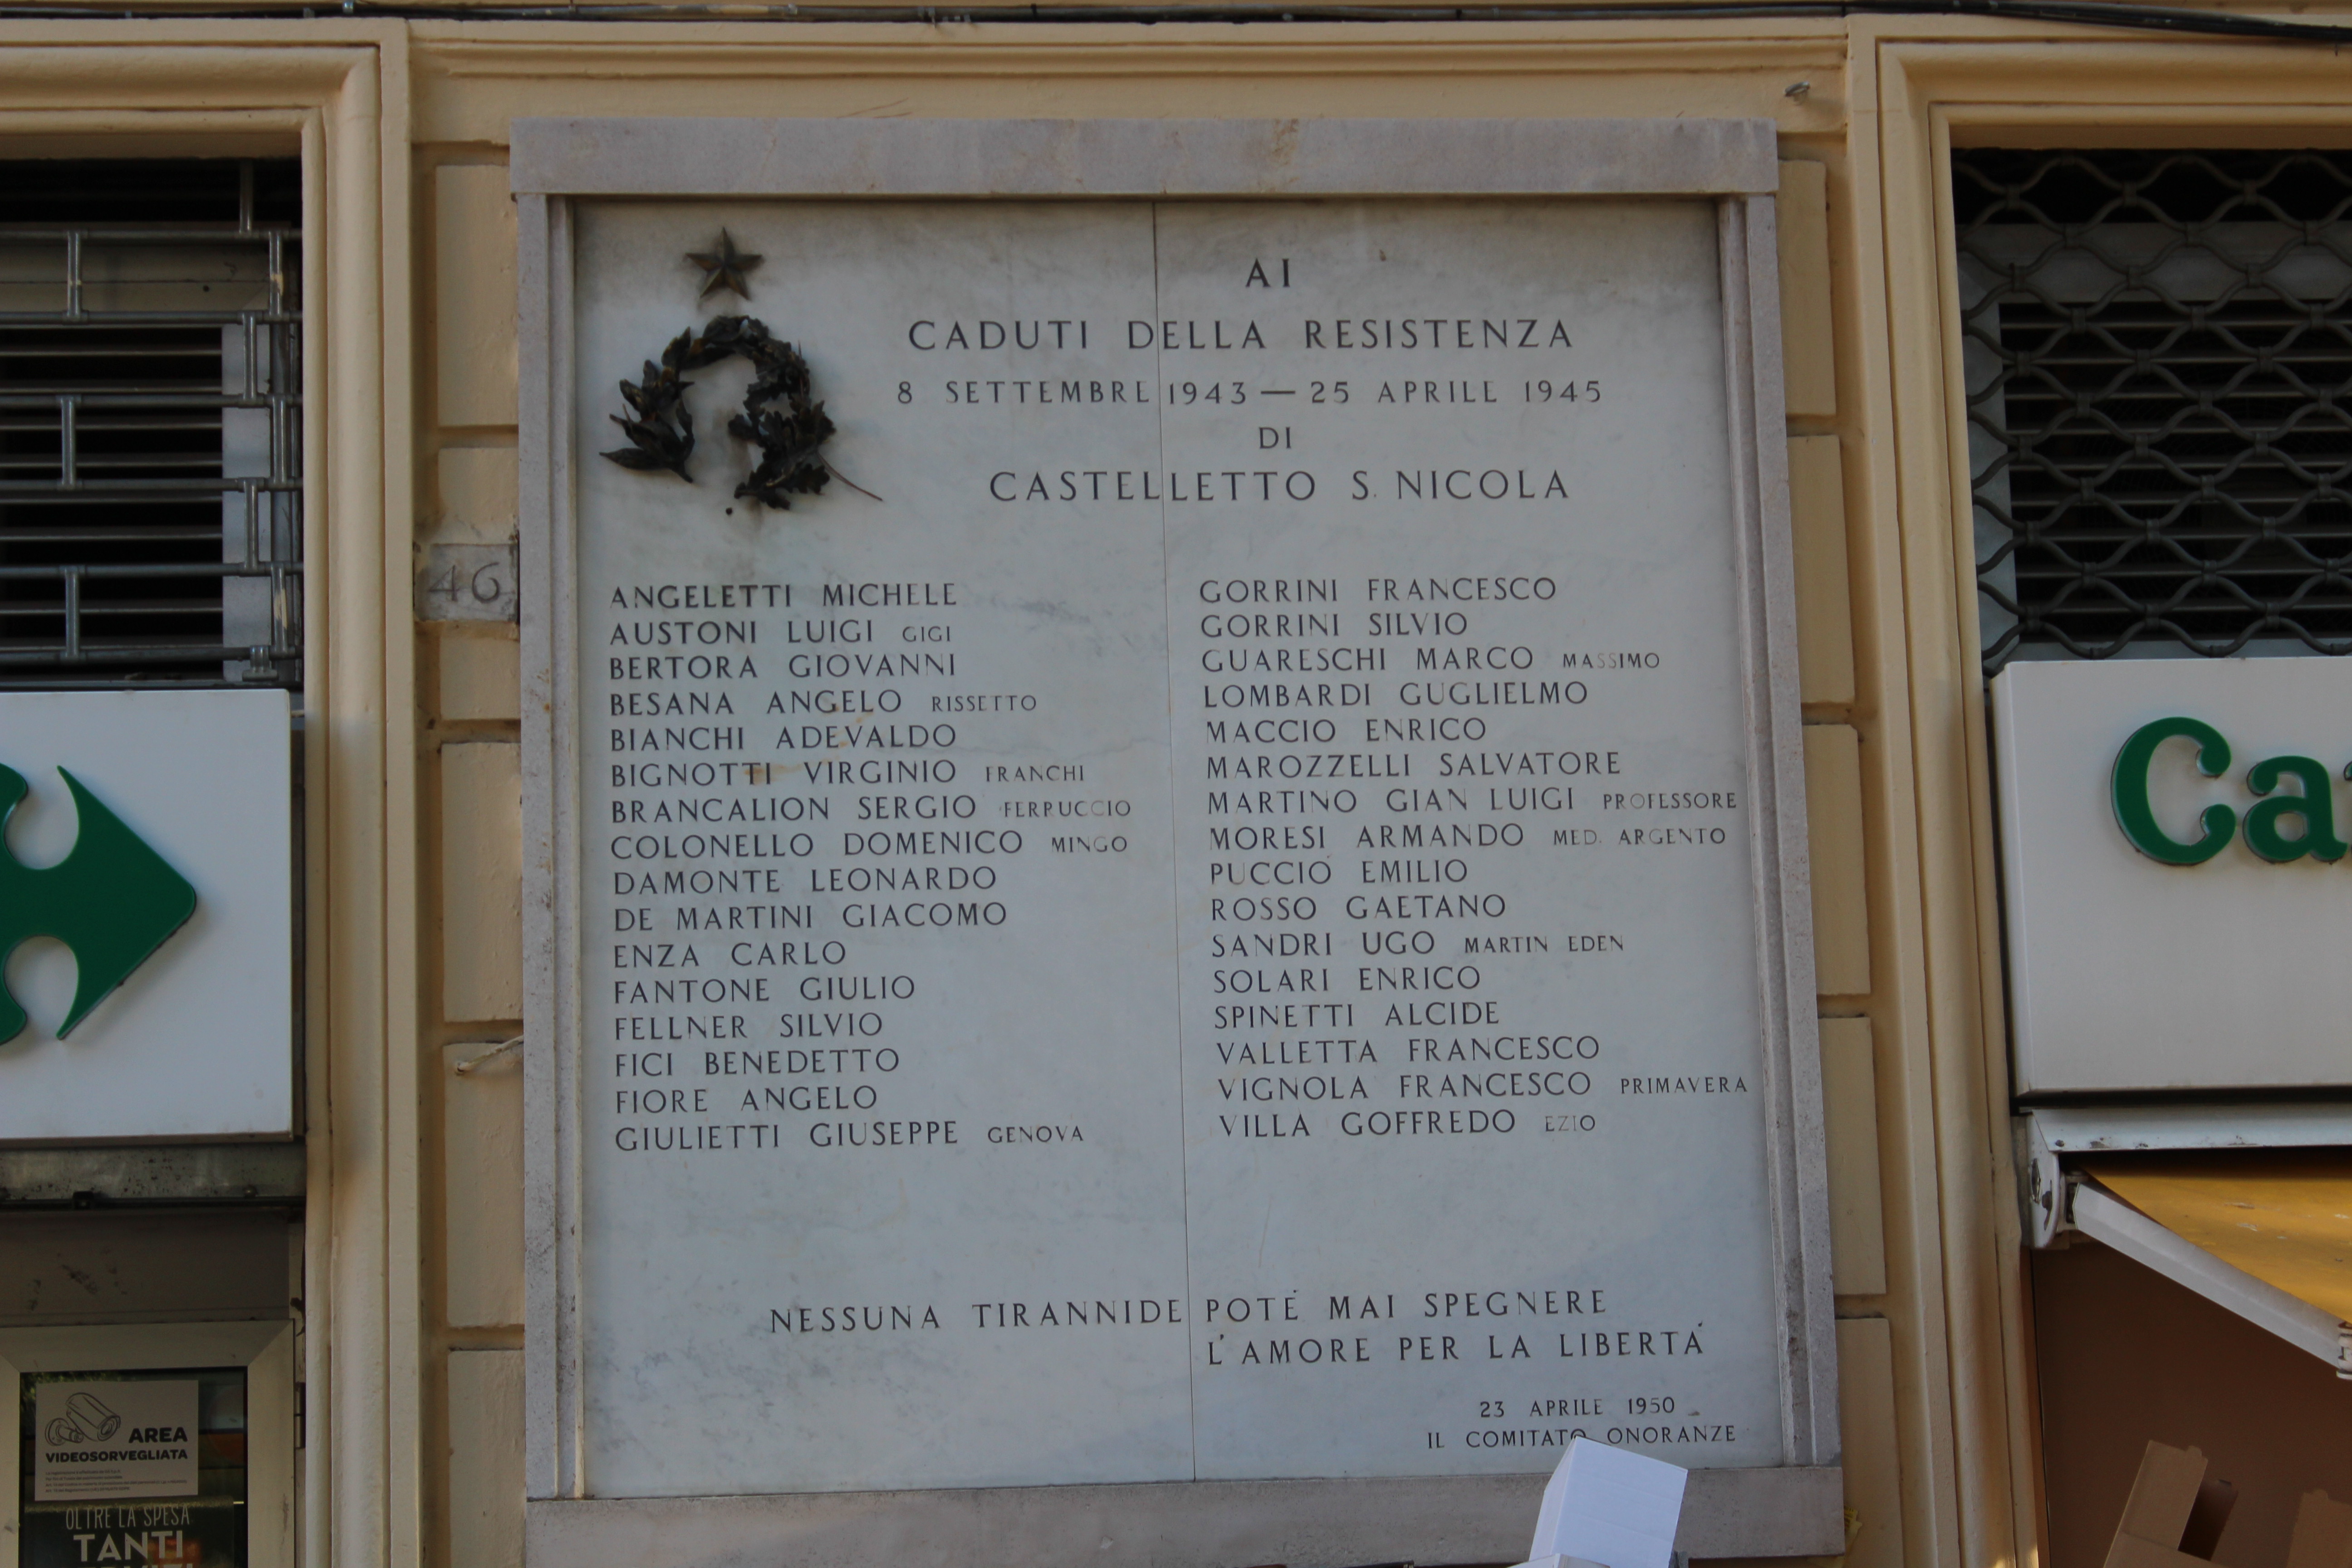 AI
CADUTI DELLA RESISTENZA
8 SETTEMBRE 1943 — 25 APRILE 1945
DI
CASTELLETTO S. NICOLA
ANGELETTI MICHELE
AUSTONI LUIGI GIGI
BERTORA GIOVANNI
BESANA ANGELO RISSETTO
BIANCHI ADEVALDO
BIGNOTTI VIRGINIO FRANCHI
BRANCALION SERGIO FERRUCCIO
COLONELLO DOMENICO MINGO
DAMONTE LEONARDO
DE MARTINI GIACOMO
ENZA CARLO
FANTONE GIULIO
FELLNER SILVIO
FICI BENEDETTO
FIORE ANGELO
GIULIETTI GIUSEPPE GENOVA
GORRINI FRANCESCO
GORRINI SILVIO
GUARESCHI MARCO MASSIMO
LOMBARDI GUGLIELMO
MACCIO ENRICO
MAROZZELLI SALVATORE
MARTINO GIAN LUIGI PROFESSORE
MORESI ARMANDO MED. ARGENTO
PUCCIO EMILIO
ROSSO GAETANO
SANDRI UGO MARTIN EDEN
SOLARI ENRICO
SPINETTI ALCIDE
VALLETTA FRANCESCO
VIGNOLA FRANCESCO PRIMAVERA
VILLA GOFFREDO EZIO
NESSUNA TIRANNIDE POTÉ MAI SPEGNERE
L'AMORE PER LA LIBERTÁ
23 APRILE 1950
IL COMITATO ONORANZE
46
Ca
AREA
VIDEOSORVEGLIATA
OLTRE LA SPESA
TANTI